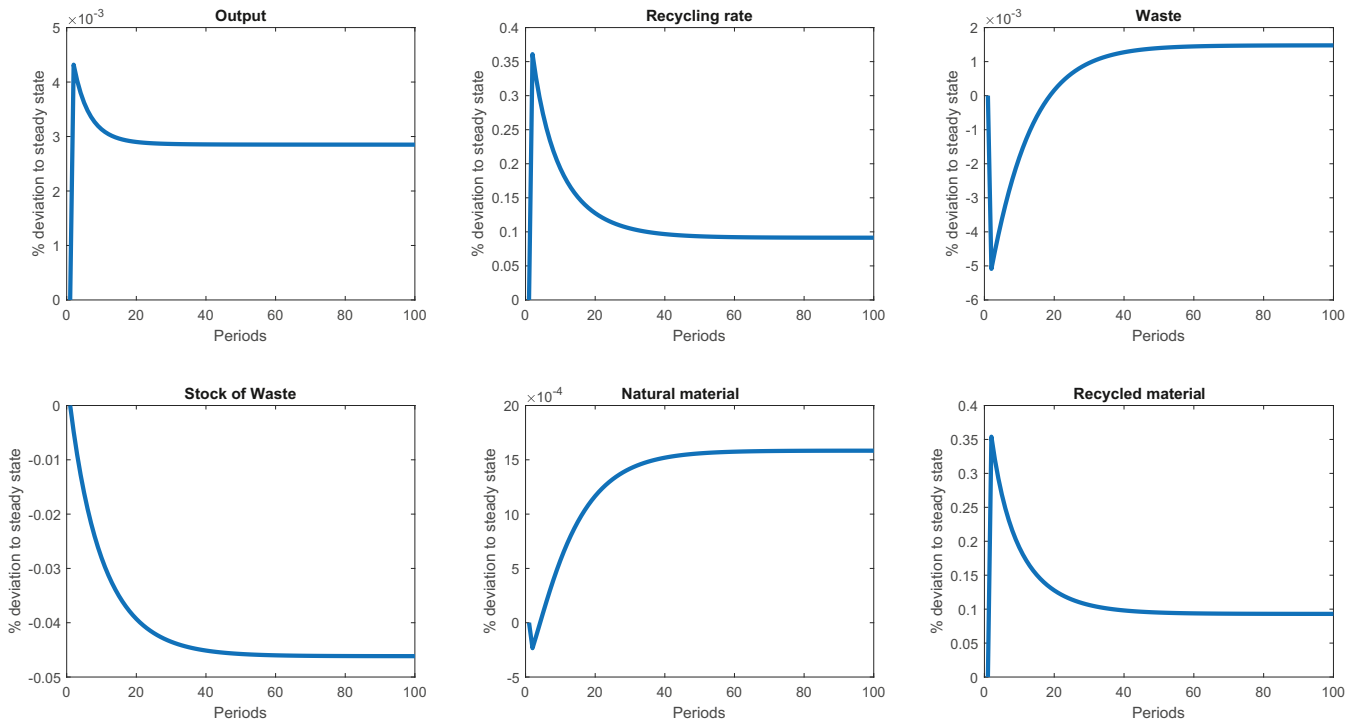 Output
×10⁻³
% deviation to steady state
5
4
3
2
1
0
0 20 40 60 80 100
Periods
Recycling rate
% deviation to steady state
0.4
0.35
0.3
0.25
0.2
0.15
0.1
0.05
0
0 20 40 60 80 100
Periods
Waste
×10⁻³
% deviation to steady state
2
1
0
-1
-2
-3
-4
-5
-6
0 20 40 60 80 100
Periods
Stock of Waste
% deviation to steady state
0
-0.01
-0.02
-0.03
-0.04
-0.05
0 20 40 60 80 100
Periods
Natural material
×10⁻⁴
% deviation to steady state
20
15
10
5
0
-5
0 20 40 60 80 100
Periods
Recycled material
% deviation to steady state
0.4
0.35
0.3
0.25
0.2
0.15
0.1
0.05
0
0 20 40 60 80 100
Periods